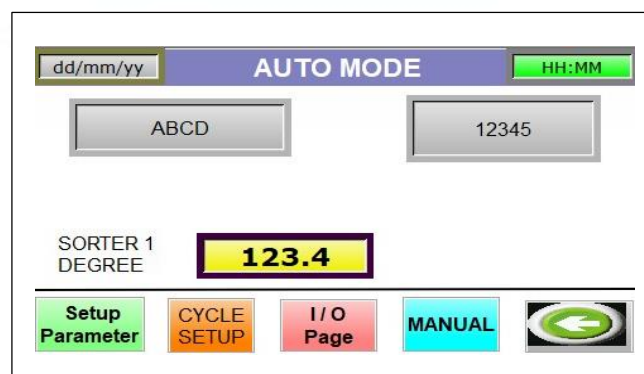 dd/mm/yy AUTO MODE HH:MM
ABCD 12345
SORTER 1
DEGREE 123.4
Setup
Parameter
CYCLE
SETUP
I / O
Page
MANUAL